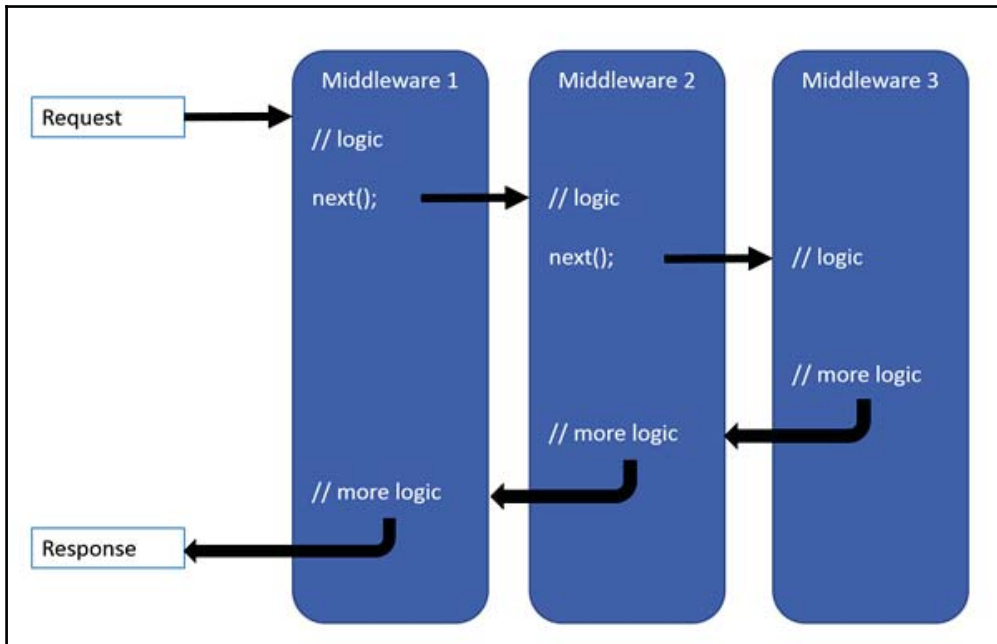 Middleware 1
Middleware 2
Middleware 3
Request
// logic
next();
// logic
next();
// logic
// more logic
// more logic
// more logic
Response